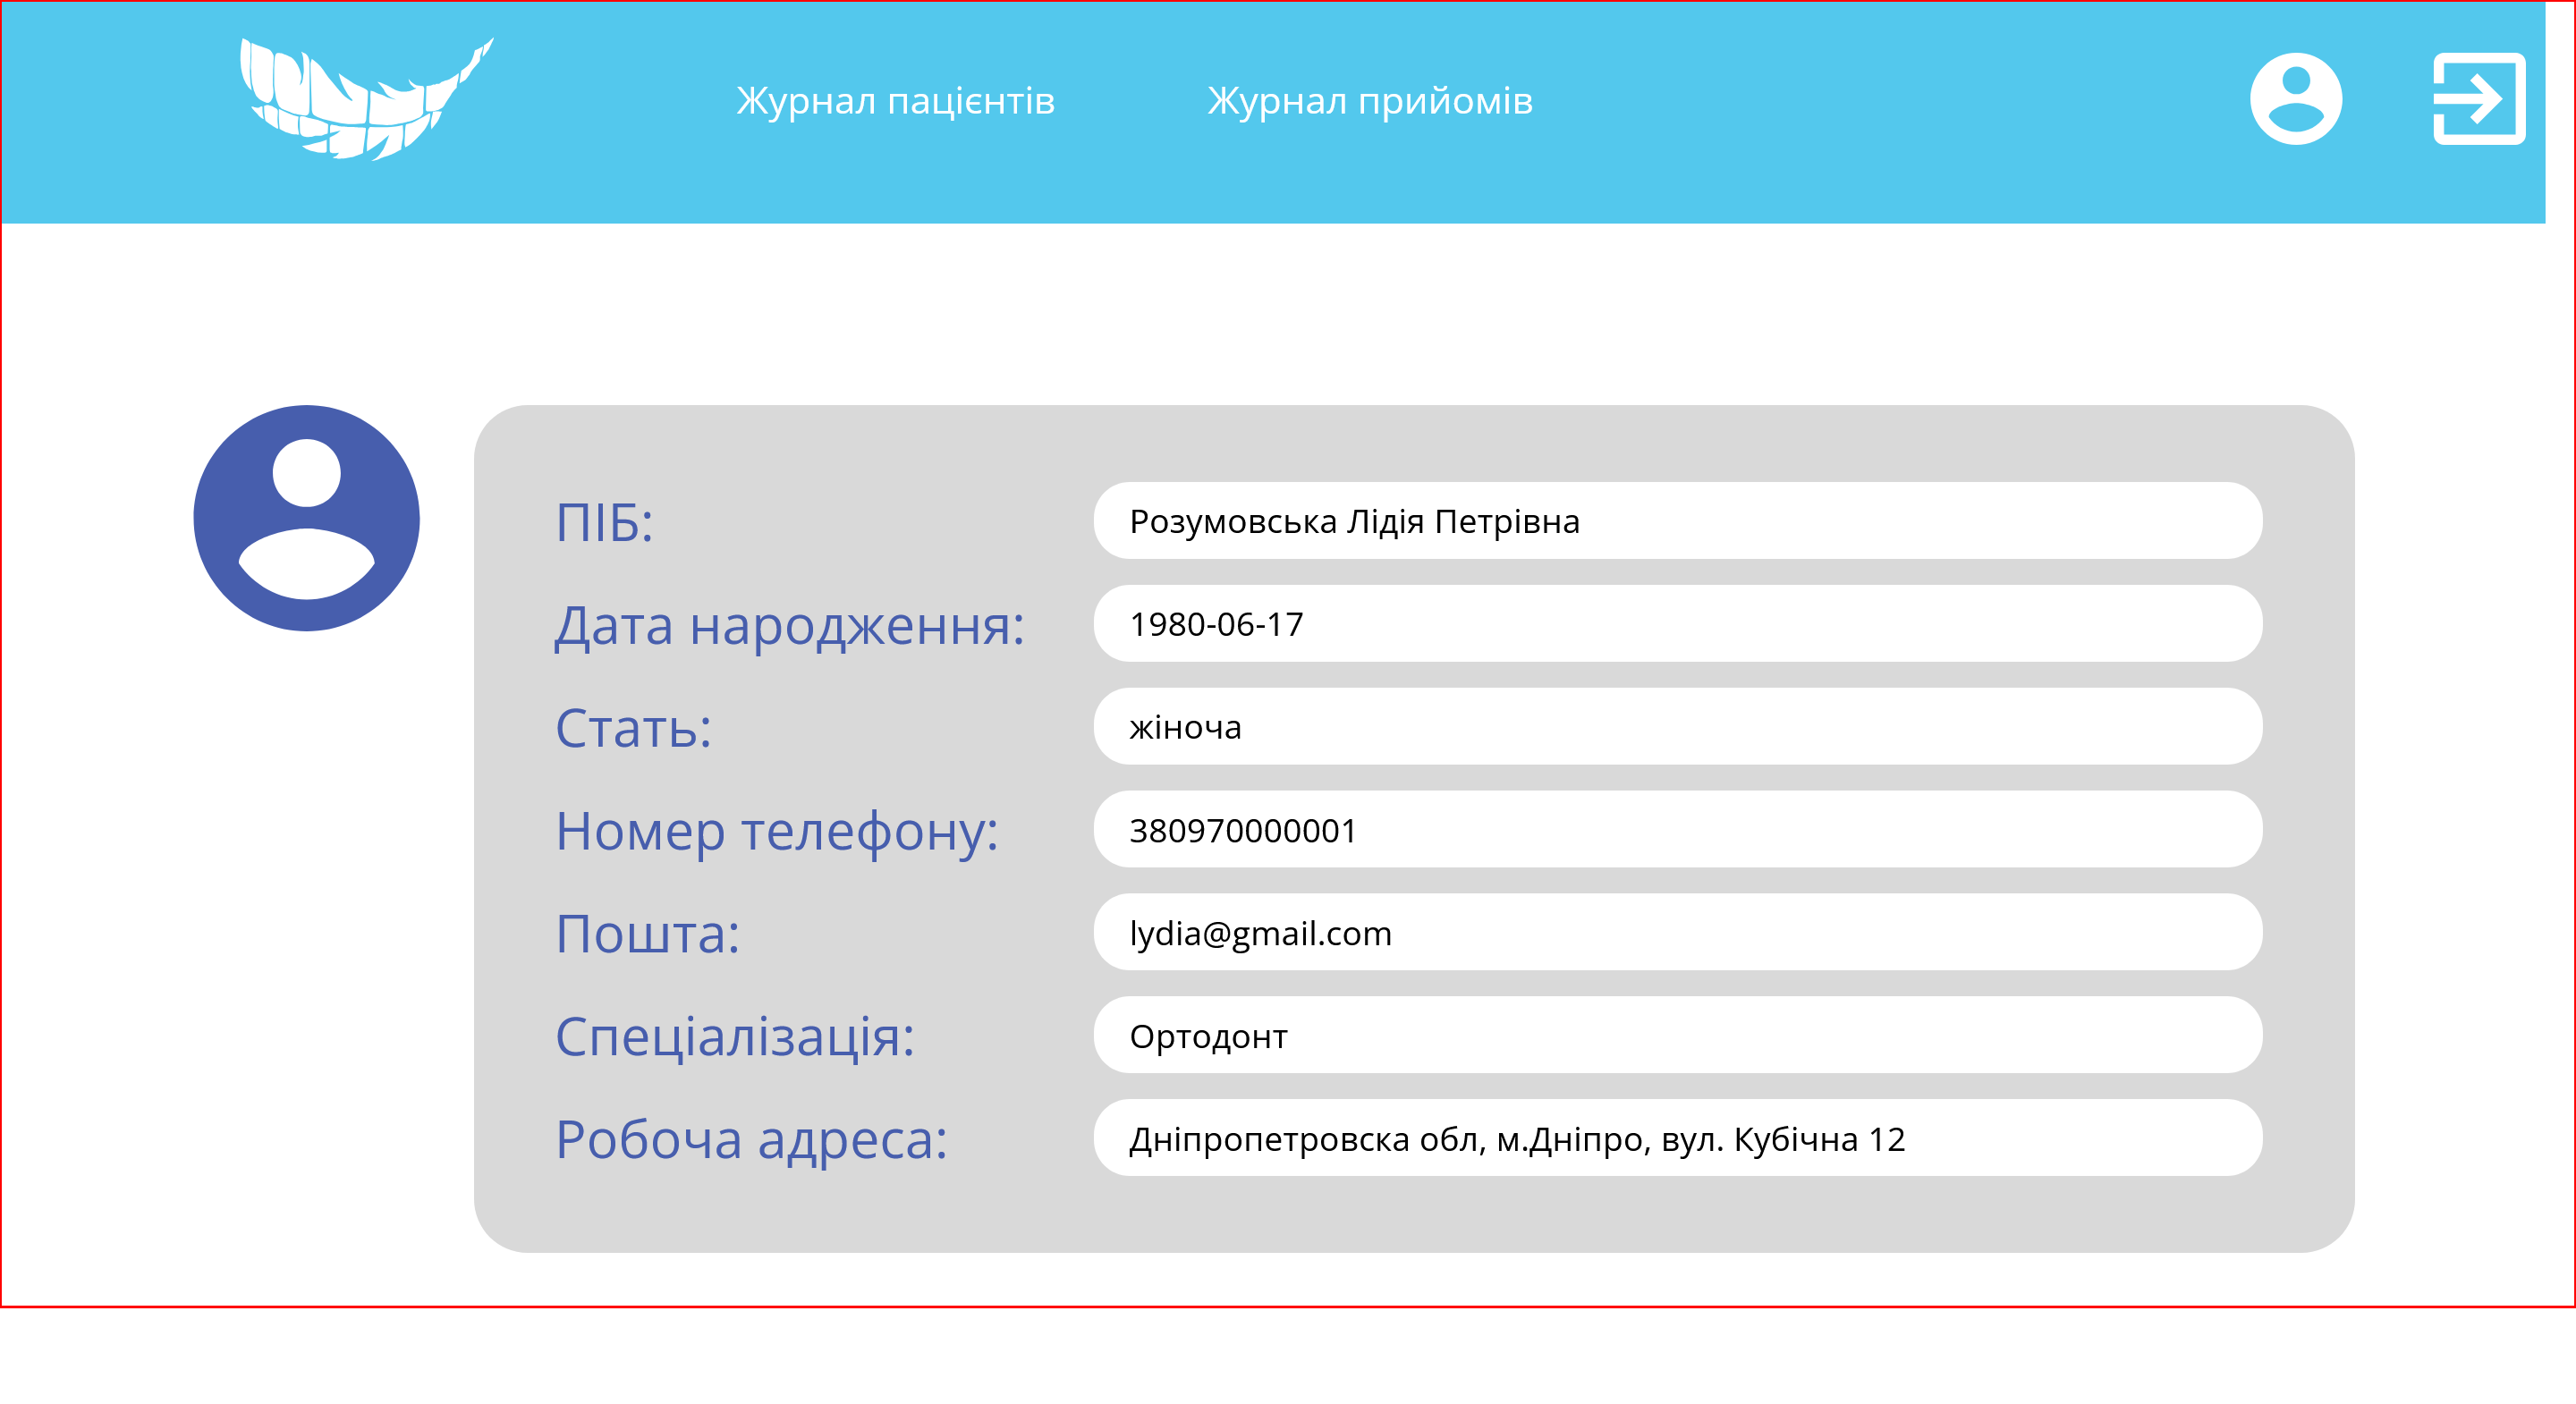 Журнал пацієнтів Журнал прийомів
ПІБ: Розумовська Лідія Петрівна
Дата народження: 1980-06-17
Стать: жіноча
Номер телефону: 380970000001
Пошта: lydia@gmail.com
Спеціалізація: Ортодонт
Робоча адреса: Дніпропетровска обл, м.Дніпро, вул. Кубічна 12